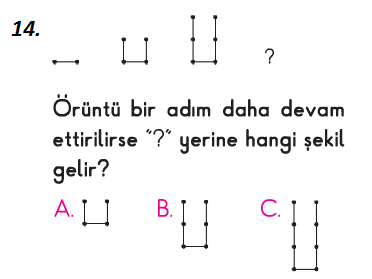 14.
?
Örüntü bir adım daha devam
ettirilirse "?" yerine hangi şekil
gelir?
A. B. C.